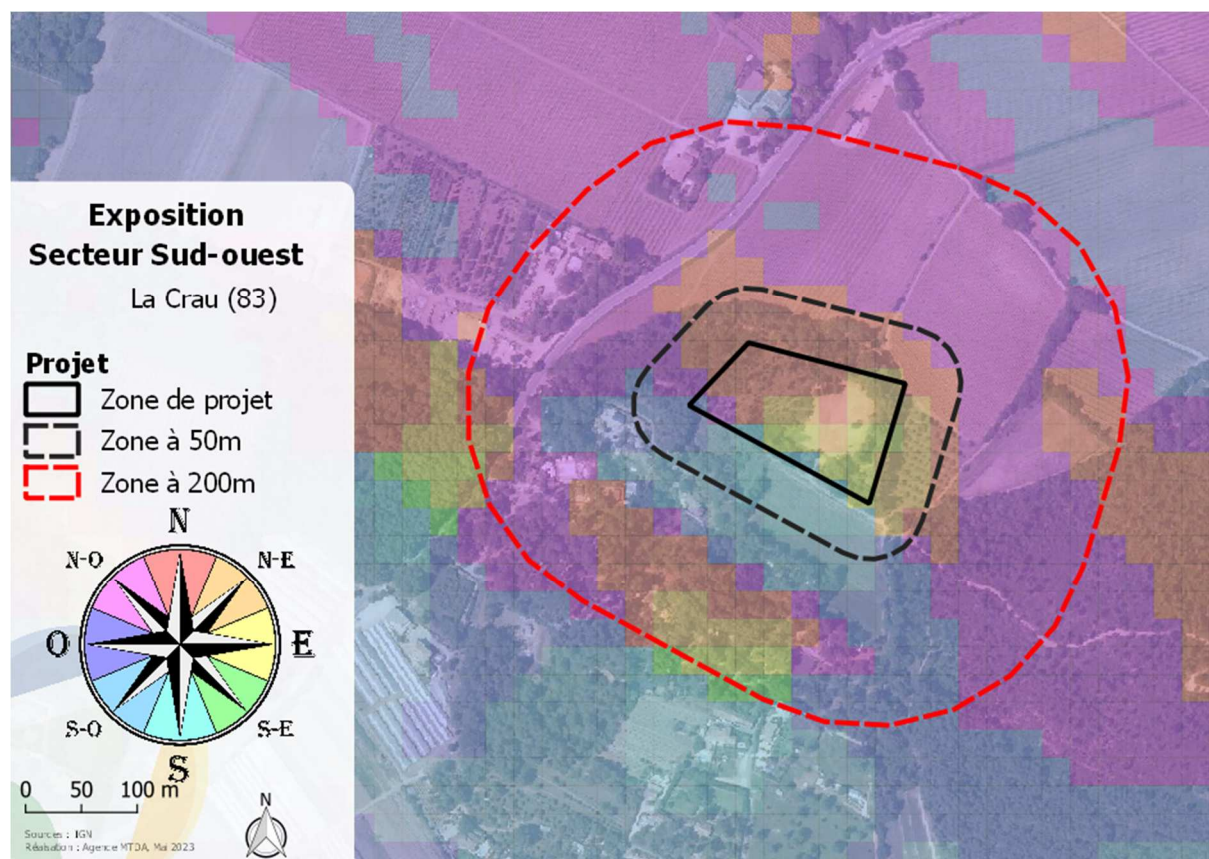 Exposition
Secteur Sud-ouest
La Crau (83)
Projet
Zone de projet
Zone à 50m
Zone à 200m
N
N-O N-E
O E
S-O S-E
S
0 50 100 m
N
Sources : IGN
Réalisation : Agence MTDA, Mai 2023